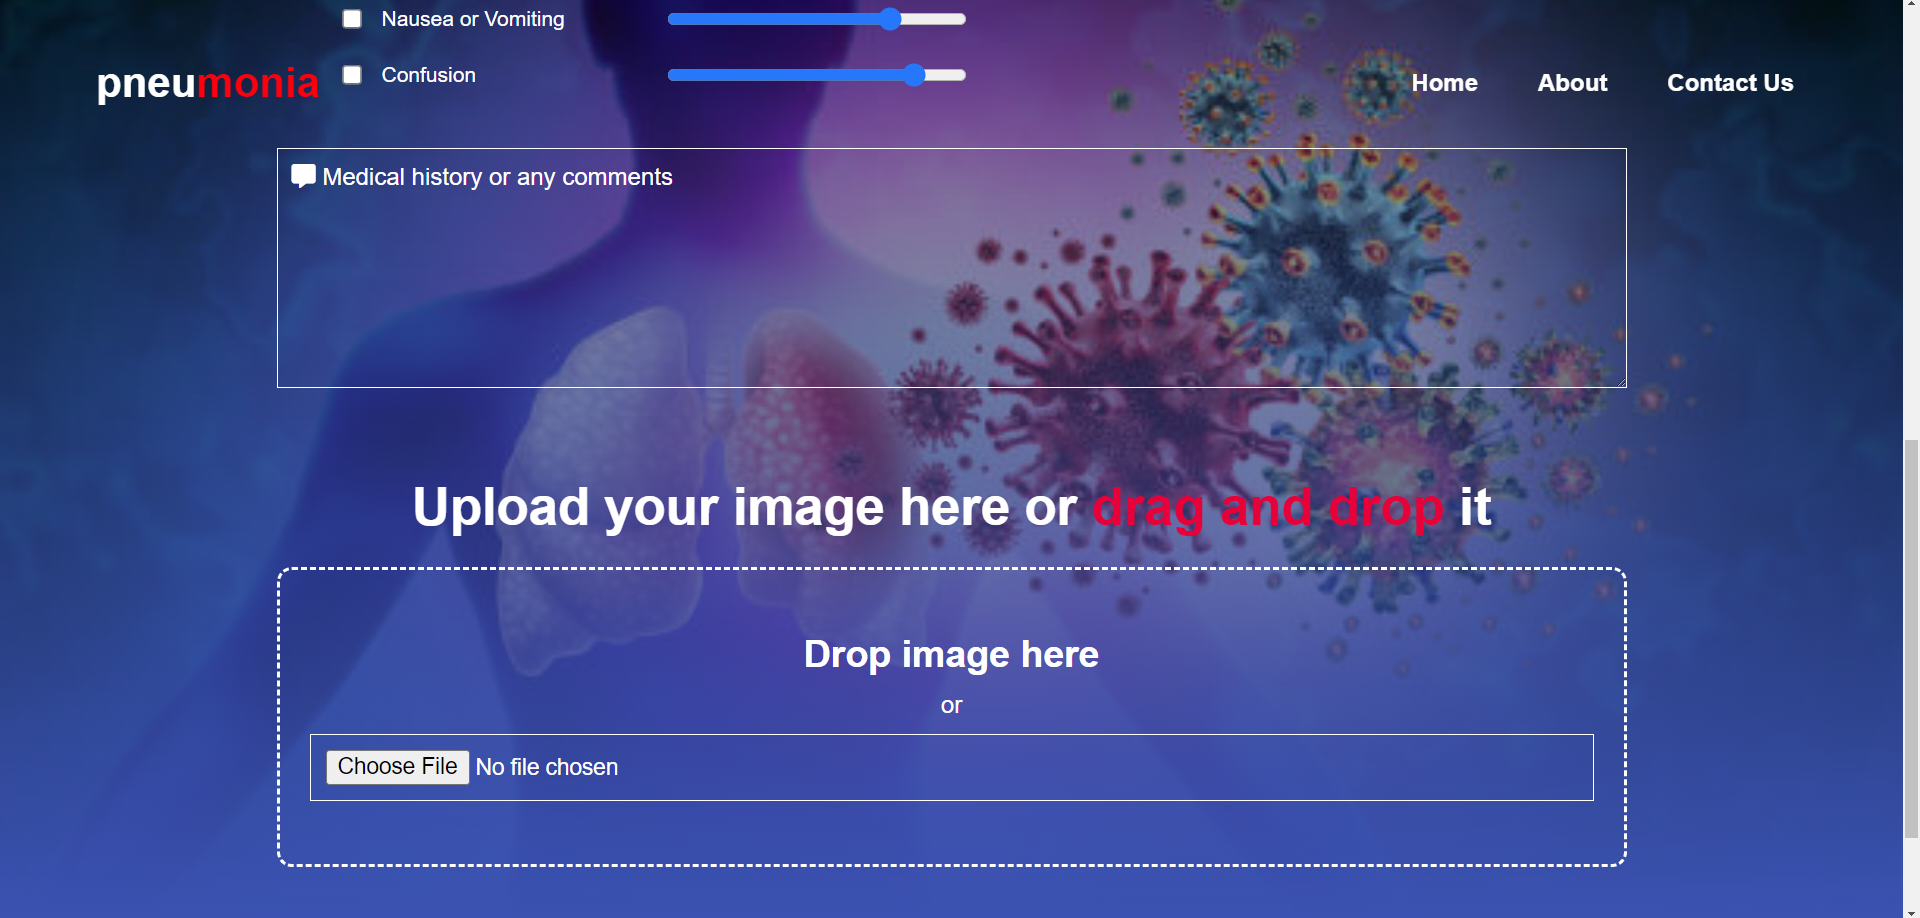 Nausea or Vomiting
Confusion
pneumonia
Home About Contact Us
Medical history or any comments
Upload your image here or drag and drop it
Drop image here
or
Choose File No file chosen